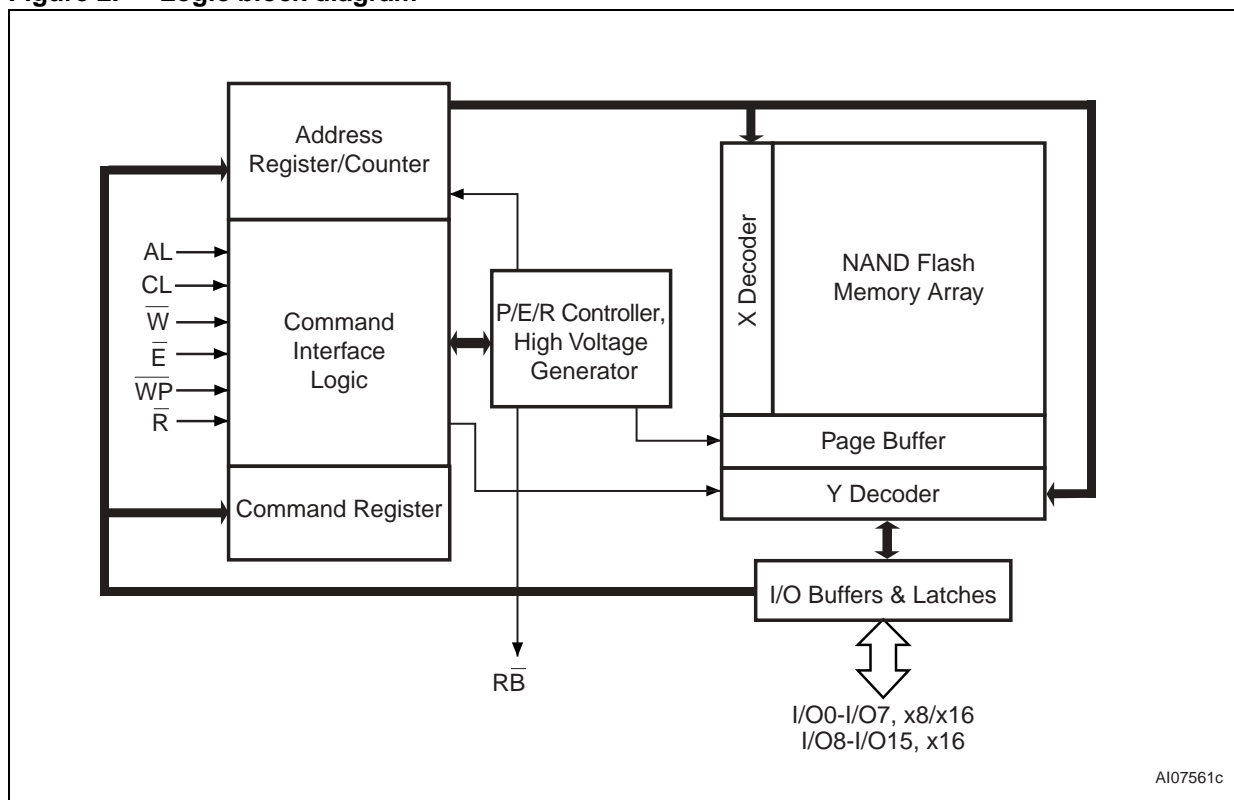 Figure 2. Logic block diagram
Address
Register/Counter
AL
CL
W̅
E̅
W̅P̅
R̅
Command
Interface
Logic
Command Register
P/E/R Controller,
High Voltage
Generator
RB̅
X Decoder
NAND Flash
Memory Array
Page Buffer
Y Decoder
I/O Buffers & Latches
I/O0-I/O7, x8/x16
I/O8-I/O15, x16
AI07561c